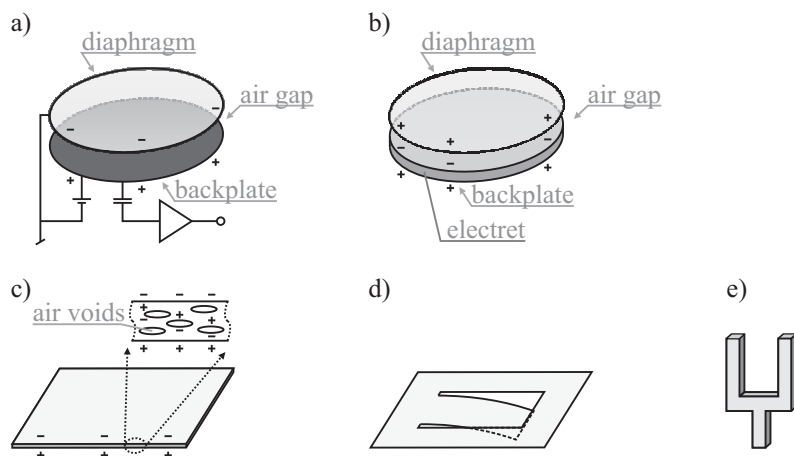 a)
diaphragm
air gap
backplate
b)
diaphragm
air gap
backplate
electret
c)
air voids
d)
e)